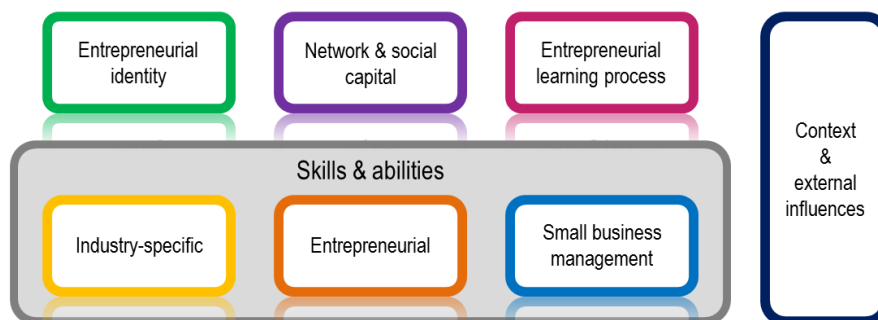 Entrepreneurial
identity
Network & social
capital
Entrepreneurial
learning process
Skills & abilities
Industry-specific
Entrepreneurial
Small business
management
Context
&
external
influences